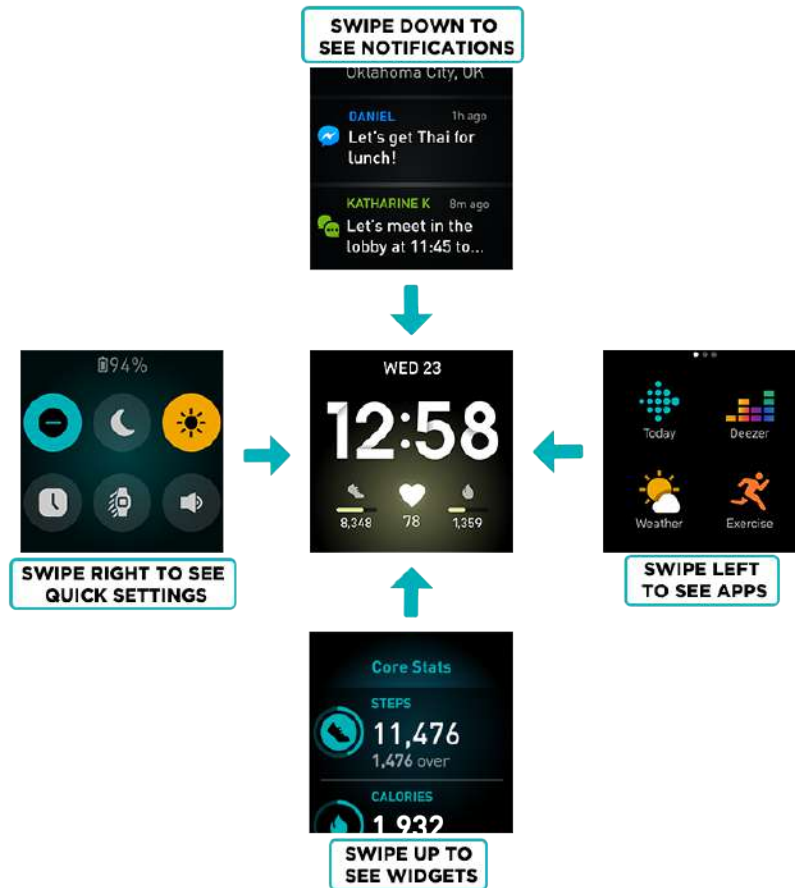 SWIPE DOWN TO
SEE NOTIFICATIONS
Oklahoma City, OK
DANIEL 1h ago
Let's get Thai for
lunch!
KATHARINE K 8m ago
Let's meet in the
lobby at 11:45 to...
94%
SWIPE RIGHT TO SEE
QUICK SETTINGS
WED 23
12:58
8,348 78 1,359
Today Deezer
Weather Exercise
SWIPE LEFT
TO SEE APPS
Core Stats
STEPS
11,476
1,476 over
CALORIES
1,932
SWIPE UP TO
SEE WIDGETS